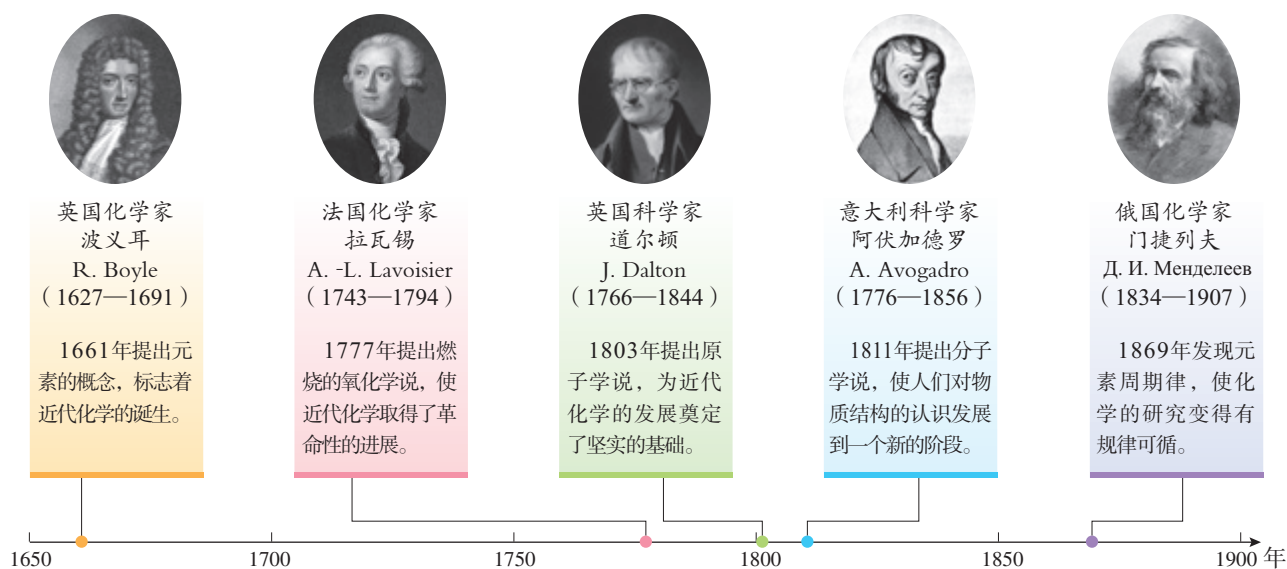 英国化学家
波义耳
R. Boyle
（1627—1691）
1661年提出元
素的概念，标志着
近代化学的诞生。
法国化学家
拉瓦锡
A. -L. Lavoisier
（1743—1794）
1777年提出燃
烧的氧化学说，使
近代化学取得了革
命性的进展。
英国科学家
道尔顿
J. Dalton
（1766—1844）
1803年提出原
子学说，为近代
化学的发展奠定
了坚实的基础。
意大利科学家
阿伏加德罗
A. Avogadro
（1776—1856）
1811年提出分子
学说，使人们对物
质结构的认识发展
到一个新的阶段。
俄国化学家
门捷列夫
Д. И. Менделеев
（1834—1907）
1869年发现元
素周期律，使化
学的研究变得有
规律可循。
1650 1700 1750 1800 1850 1900 年